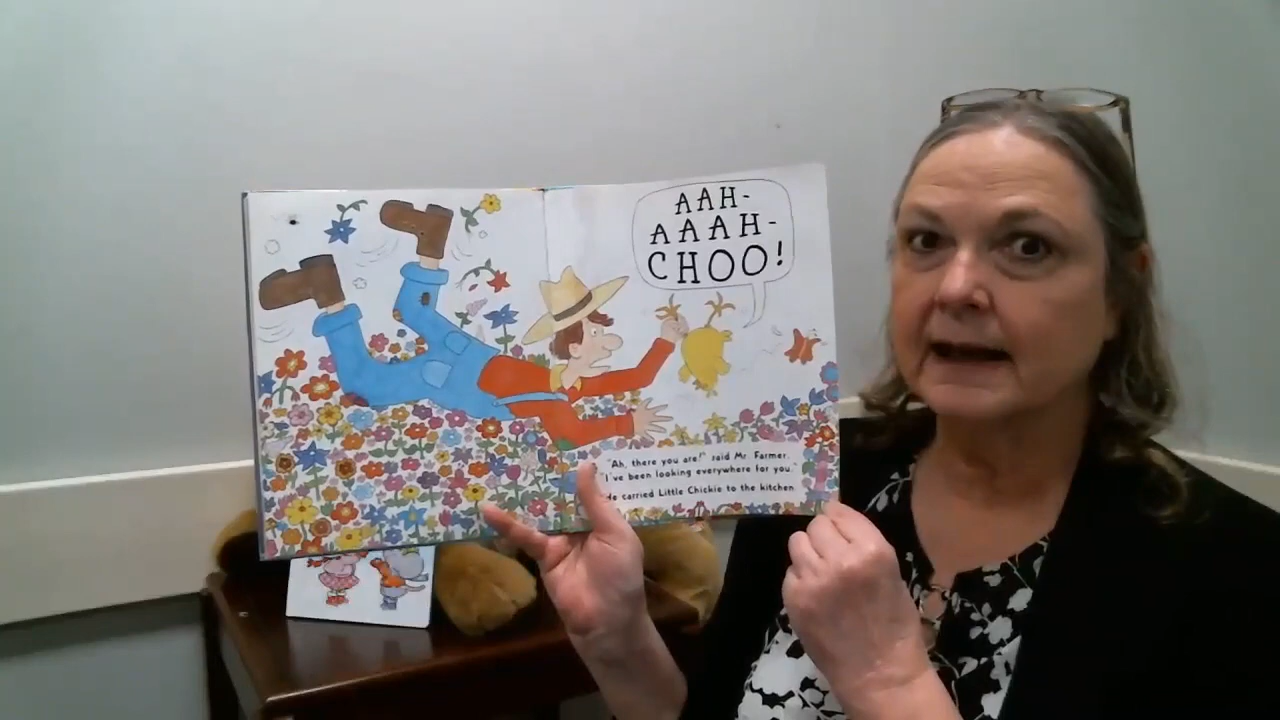 AAH-
AAAH-
CHOO!
"Ah, there you are!" said Mr. Farmer.
"I've been looking everywhere for you."
He carried Little Chickie to the kitchen.